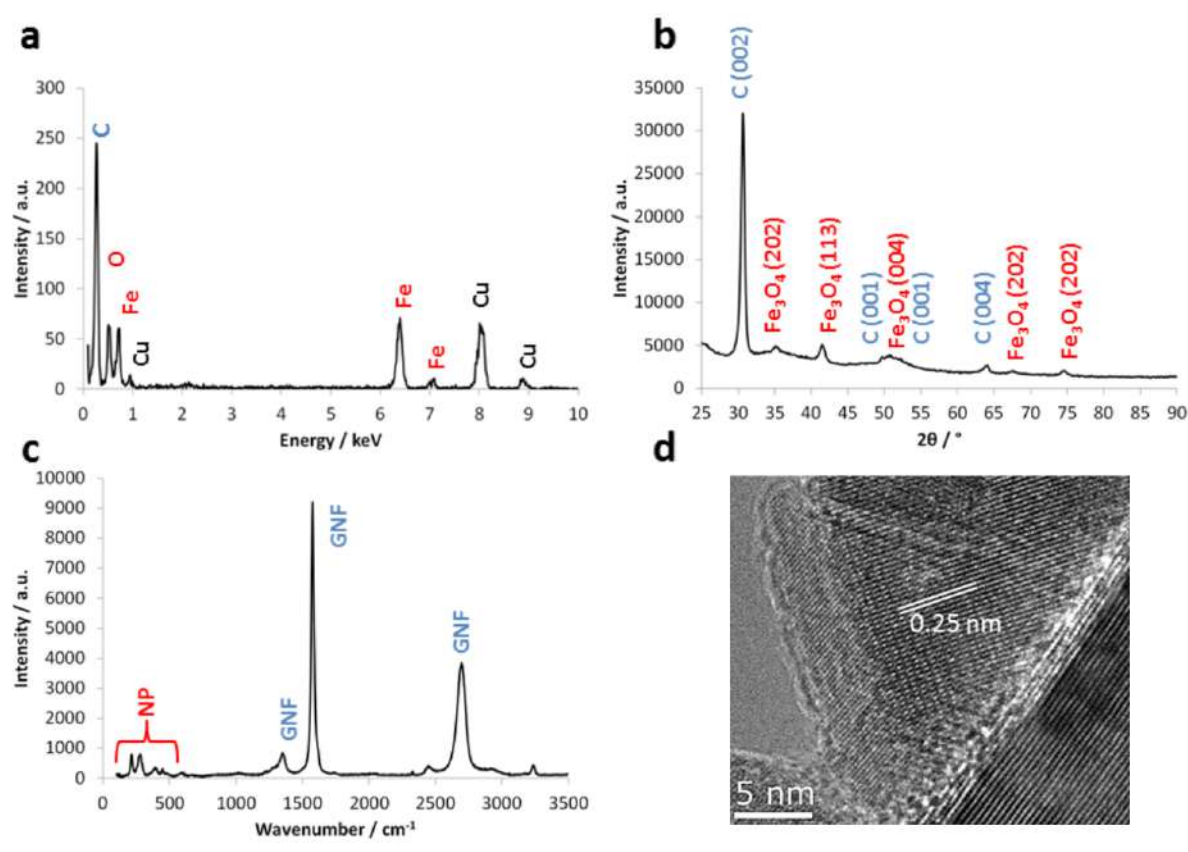 a
300
250
200
150
100
50
0
Intensity / a.u.
C
O
Fe
Cu
Fe
Fe
Cu
Cu
0 1 2 3 4 5 6 7 8 9 10
Energy / keV
b
35000
30000
25000
20000
15000
10000
5000
0
Intensity / a.u.
C (002)
Fe₃O₄ (202)
Fe₃O₄ (113)
C (001)
Fe₃O₄ (004)
C (001)
C (004)
Fe₃O₄ (202)
Fe₃O₄ (202)
25 30 35 40 45 50 55 60 65 70 75 80 85 90
2θ / °
c
10000
9000
8000
7000
6000
5000
4000
3000
2000
1000
0
Intensity / a.u.
NP
GNF
GNF
GNF
0 500 1000 1500 2000 2500 3000 3500
Wavenumber / cm⁻¹
d
0.25 nm
5 nm